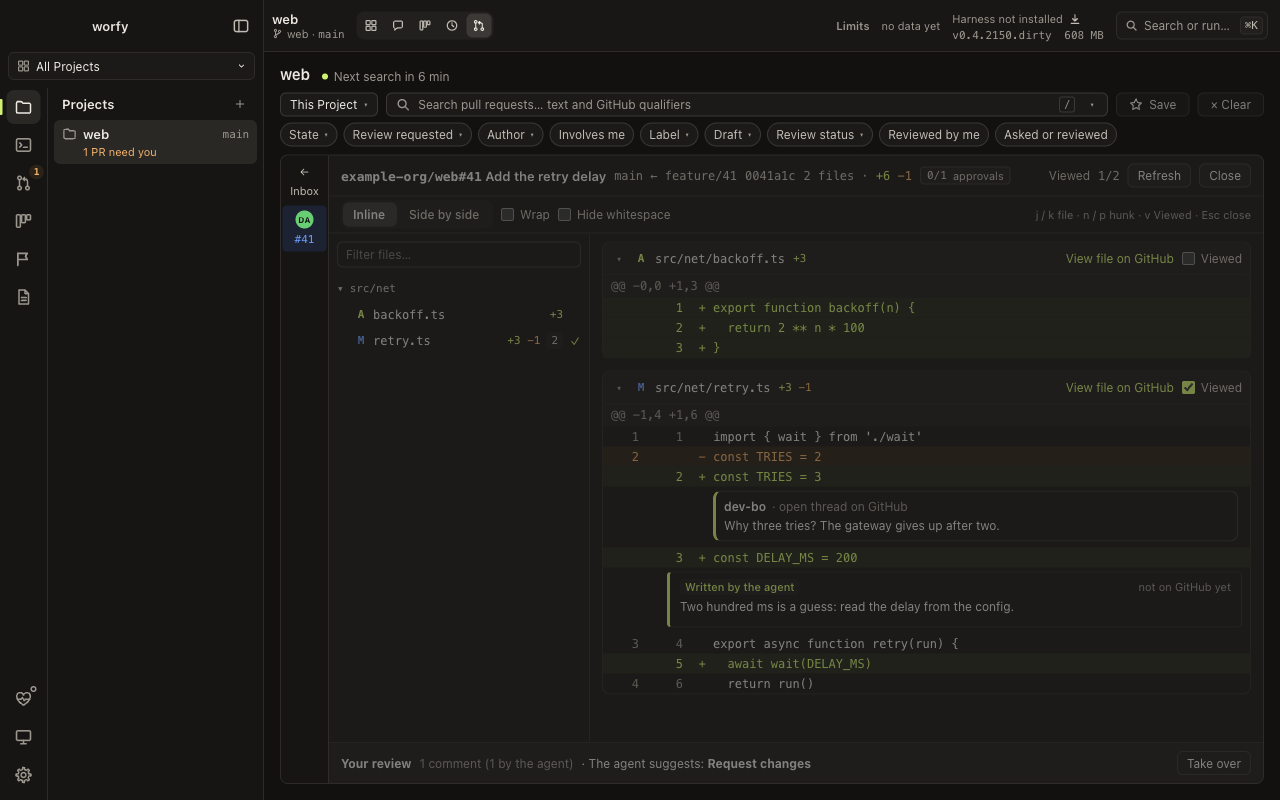 worfy
All Projects
Projects
+
web
main
1 PR need you
1
web
web · main
Limits no data yet
Harness not installed
v0.4.2150.dirty 608 MB
Search or run... ⌘K
web
Next search in 6 min
This Project
Search pull requests... text and GitHub qualifiers
/
Save
× Clear
State
Review requested
Author
Involves me
Label
Draft
Review status
Reviewed by me
Asked or reviewed
←
Inbox
DA
#41
example-org/web#41 Add the retry delay main ← feature/41 0041a1c 2 files · +6 −1 0/1 approvals
Viewed 1/2
Refresh
Close
Inline
Side by side
Wrap
Hide whitespace
j / k file · n / p hunk · v Viewed · Esc close
Filter files...
src/net
A backoff.ts +3
M retry.ts +3 −1 2 ✓
A src/net/backoff.ts +3
View file on GitHub
Viewed
@@ −0,0 +1,3 @@
1 + export function backoff(n) {
2 + return 2 ** n * 100
3 + }
M src/net/retry.ts +3 −1
View file on GitHub
Viewed
@@ −1,4 +1,6 @@
1 1 import { wait } from './wait'
2 − const TRIES = 2
2 + const TRIES = 3
dev-bo · open thread on GitHub
Why three tries? The gateway gives up after two.
3 + const DELAY_MS = 200
Written by the agent
not on GitHub yet
Two hundred ms is a guess: read the delay from the config.
3 4 export async function retry(run) {
5 + await wait(DELAY_MS)
4 6 return run()
Your review 1 comment (1 by the agent) · The agent suggests: Request changes
Take over